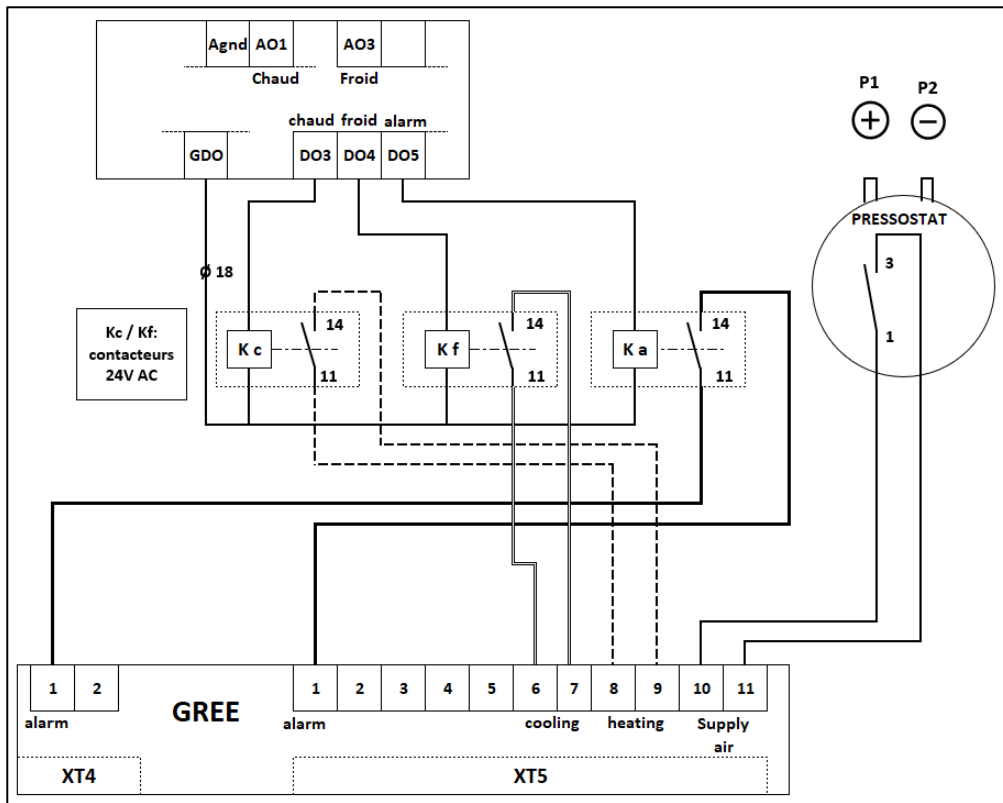 Agnd AO1 AO3
Chaud Froid
P1 P2
+ −
chaud froid alarm
GDO DO3 DO4 DO5
PRESSOSTAT
3
1
Ø 18
Kc / Kf:
contacteurs
24V AC
K c 14
11
K f 14
11
K a 14
11
1 2 GREE 1 2 3 4 5 6 7 8 9 10 11
alarm alarm cooling heating Supply
air
XT4 XT5